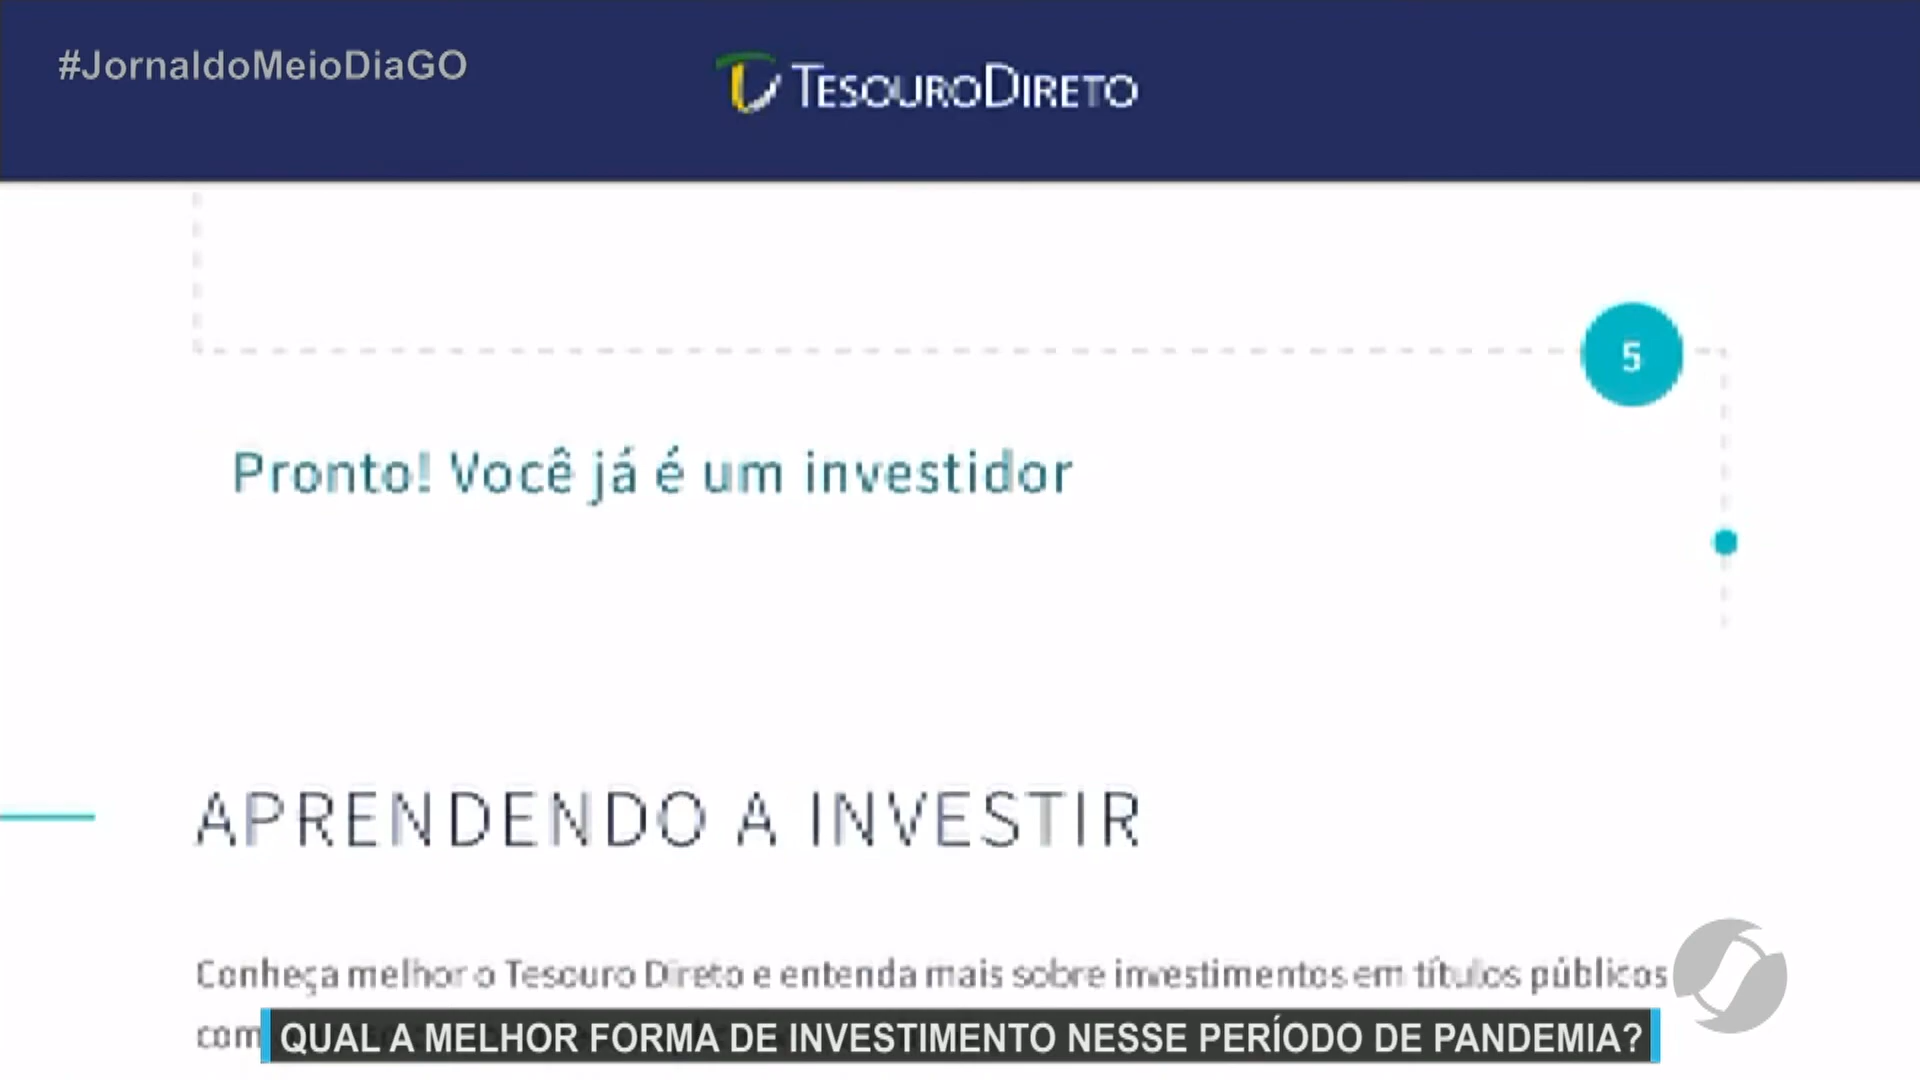 #JornaldoMeioDiaGO
TESOURODIRETO
5
Pronto! Você já é um investidor
APRENDENDO A INVESTIR
Conheça melhor o Tesouro Direto e entenda mais sobre investimentos em títulos públicos
com
QUAL A MELHOR FORMA DE INVESTIMENTO NESSE PERÍODO DE PANDEMIA?